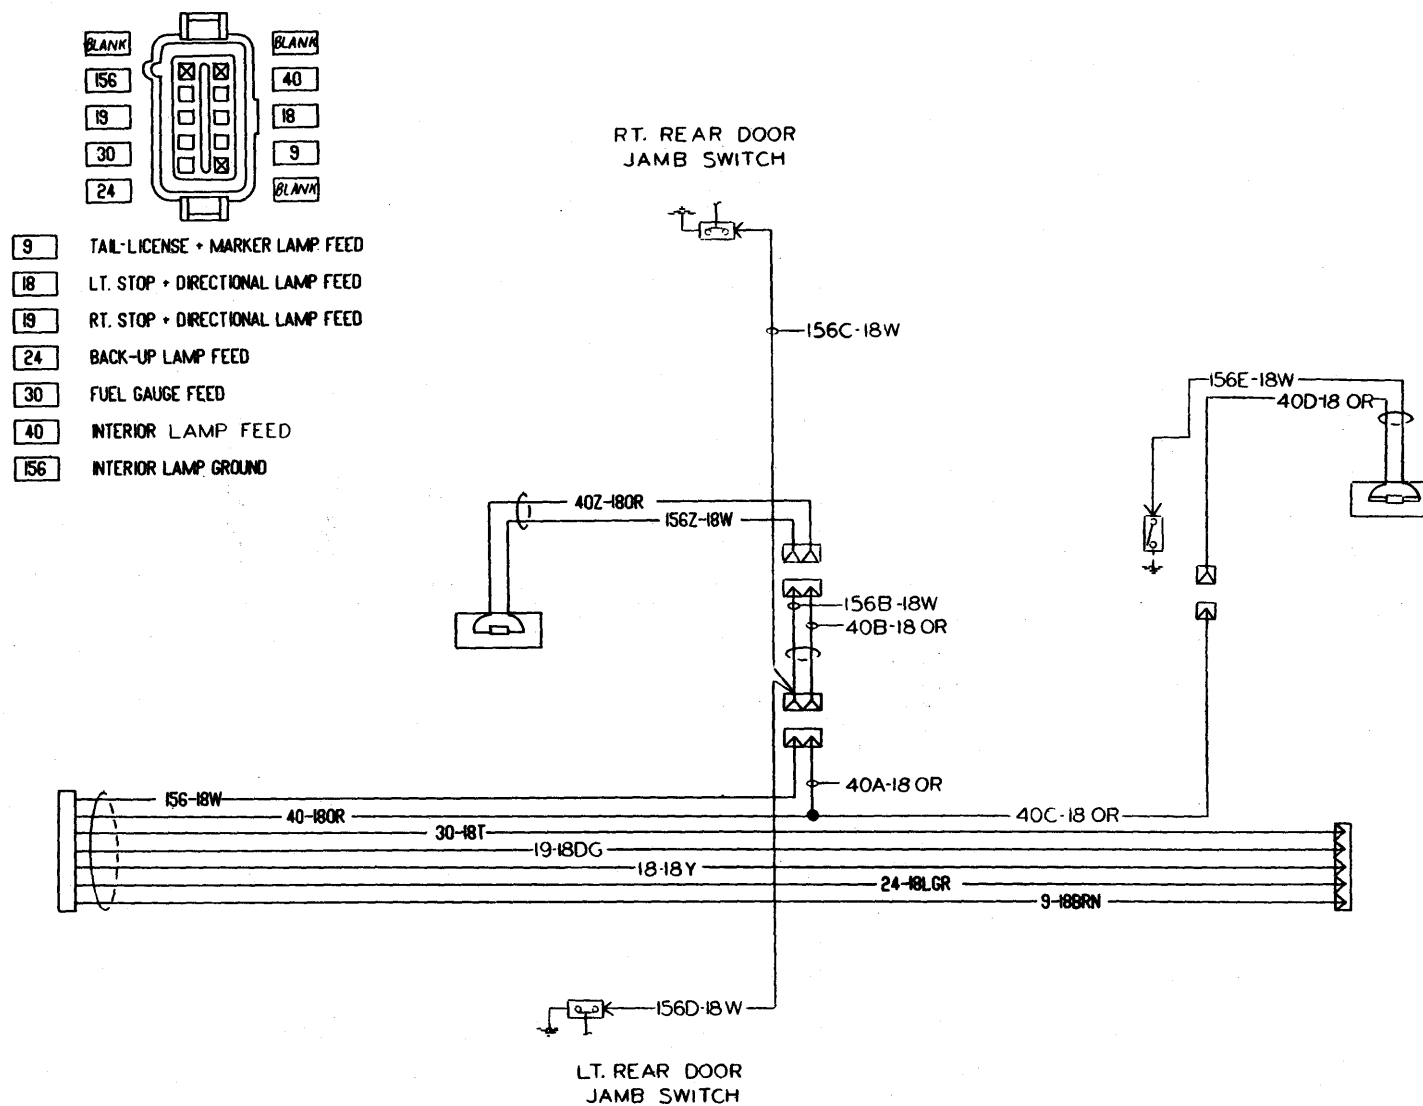 BLANK BLANK
156 40
19 18
30 9
24 BLANK
9 TAIL-LICENSE + MARKER LAMP FEED
18 LT. STOP + DIRECTIONAL LAMP FEED
19 RT. STOP + DIRECTIONAL LAMP FEED
24 BACK-UP LAMP FEED
30 FUEL GAUGE FEED
40 INTERIOR LAMP FEED
156 INTERIOR LAMP GROUND
RT. REAR DOOR
JAMB SWITCH
156C-18W
156E-18W
40D-18 OR
40Z-18OR
156Z-18W
156B-18W
40B-18 OR
40A-18 OR
156-18W
40-18OR
40C-18 OR
30-18T
19-18DG
18-18Y
24-18LGR
9-18BRN
156D-18W
LT. REAR DOOR
JAMB SWITCH